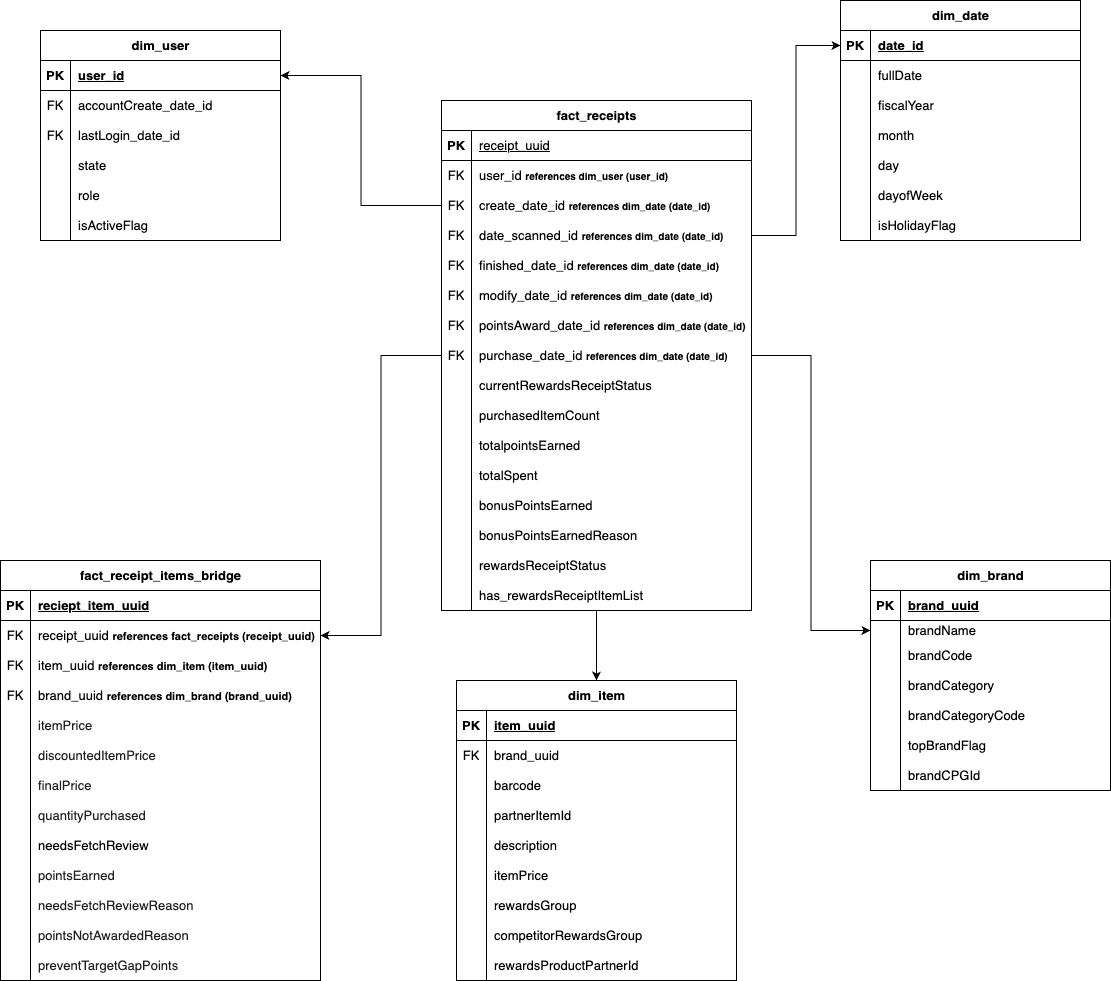 dim_user
PK user_id
FK accountCreate_date_id
FK lastLogin_date_id
state
role
isActiveFlag
dim_date
PK date_id
fullDate
fiscalYear
month
day
dayofWeek
isHolidayFlag
fact_receipts
PK receipt_uuid
FK user_id references dim_user (user_id)
FK create_date_id references dim_date (date_id)
FK date_scanned_id references dim_date (date_id)
FK finished_date_id references dim_date (date_id)
FK modify_date_id references dim_date (date_id)
FK pointsAward_date_id references dim_date (date_id)
FK purchase_date_id references dim_date (date_id)
currentRewardsReceiptStatus
purchasedItemCount
totalpointsEarned
totalSpent
bonusPointsEarned
bonusPointsEarnedReason
rewardsReceiptStatus
has_rewardsReceiptItemList
fact_receipt_items_bridge
PK reciept_item_uuid
FK receipt_uuid references fact_receipts (receipt_uuid)
FK item_uuid references dim_item (item_uuid)
FK brand_uuid references dim_brand (brand_uuid)
itemPrice
discountedItemPrice
finalPrice
quantityPurchased
needsFetchReview
pointsEarned
needsFetchReviewReason
pointsNotAwardedReason
preventTargetGapPoints
dim_item
PK item_uuid
FK brand_uuid
barcode
partnerItemId
description
itemPrice
rewardsGroup
competitorRewardsGroup
rewardsProductPartnerId
dim_brand
PK brand_uuid
brandName
brandCode
brandCategory
brandCategoryCode
topBrandFlag
brandCPGId